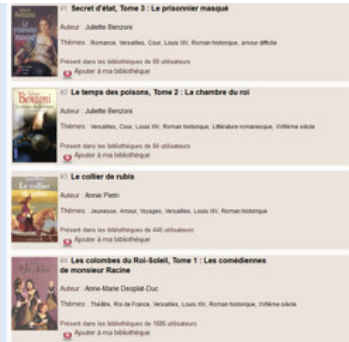 #1 Secret d'état, Tome 3 : Le prisonnier masqué
Auteur : Juliette Benzoni
Thèmes : Romance, Versailles, Cour, Louis XIV, Roman historique, amour difficile
Présent dans les bibliothèques de 69 utilisateurs
Ajouter à ma bibliothèque
Benzoni
#2 Le temps des poisons, Tome 2 : La chambre du roi
Auteur : Juliette Benzoni
Thèmes : Versailles, Cour, Louis XIV, Roman historique, Littérature romanesque, XVIIème siècle
Présent dans les bibliothèques de 84 utilisateurs
Ajouter à ma bibliothèque
Le collier
#3 Le collier de rubis
Auteur : Annie Pietri
Thèmes : Jeunesse, Amour, Voyages, Versailles, Louis XIV, Roman historique
Présent dans les bibliothèques de 446 utilisateurs
Ajouter à ma bibliothèque
#4 Les colombes du Roi-Soleil, Tome 1 : Les comédiennes
de monsieur Racine
Auteur : Anne-Marie Desplat-Duc
Thèmes : Théâtre, Roi de France, Versailles, Louis XIV, Roman historique, XVIIème siècle
Présent dans les bibliothèques de 1686 utilisateurs
Ajouter à ma bibliothèque